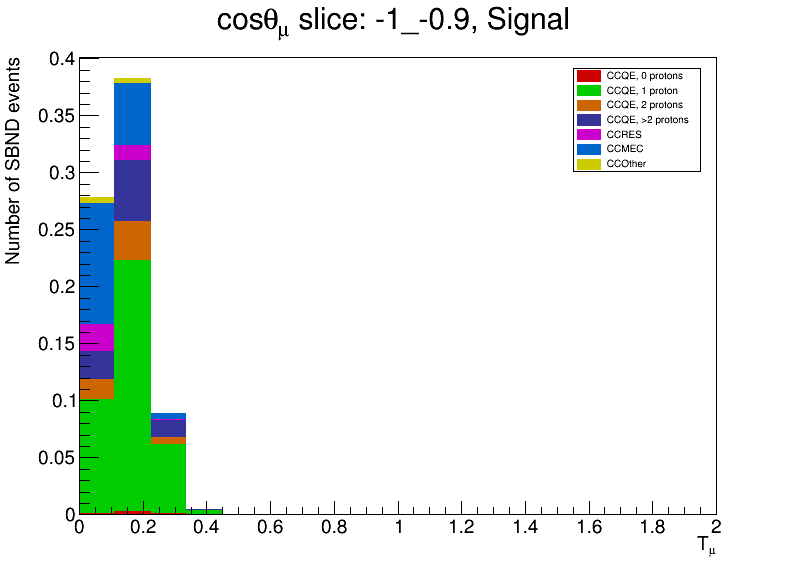 cosθμ slice: -1_-0.9, Signal
Number of SBND events
0.4
0.35
0.3
0.25
0.2
0.15
0.1
0.05
0
CCQE, 0 protons
CCQE, 1 proton
CCQE, 2 protons
CCQE, >2 protons
CCRES
CCMEC
CCOther
0 0.2 0.4 0.6 0.8 1 1.2 1.4 1.6 1.8 2
Tμ